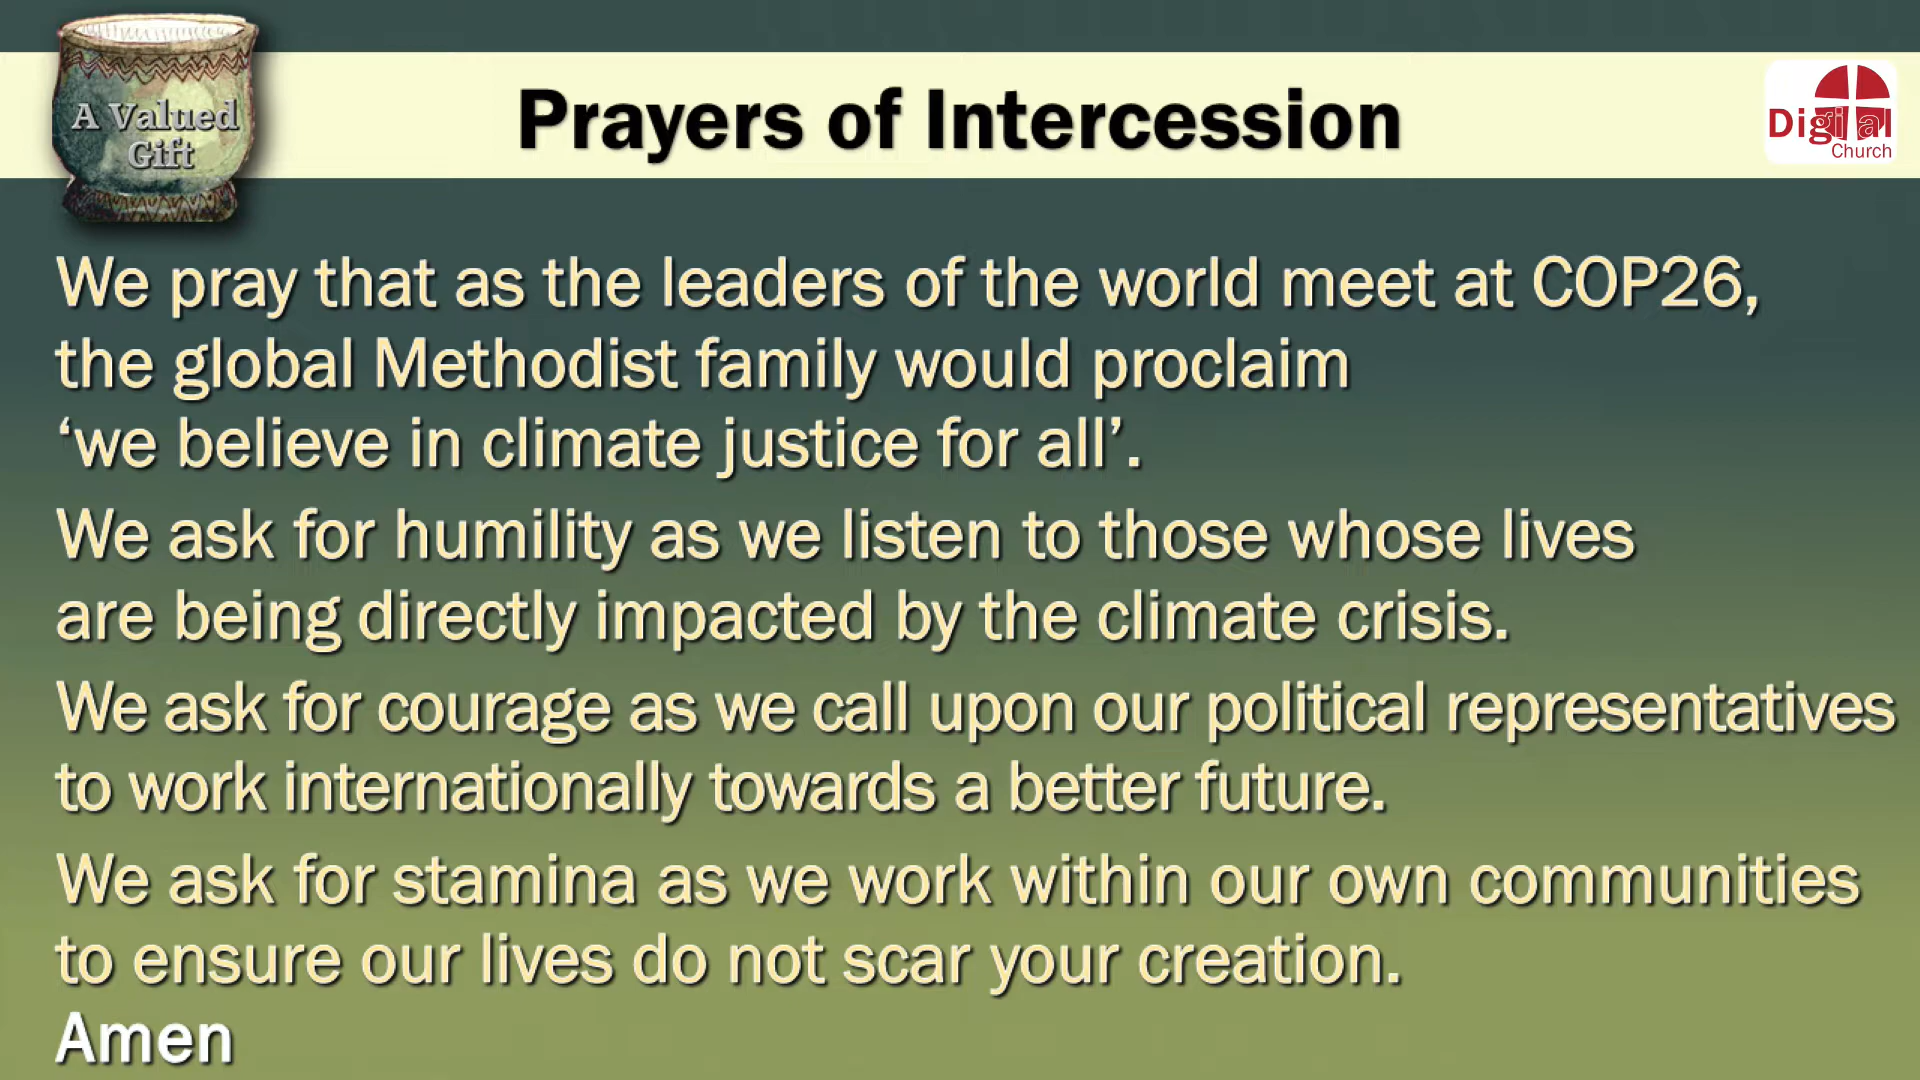 A Valued
Gift
Prayers of Intercession
Digital
Church
We pray that as the leaders of the world meet at COP26,
the global Methodist family would proclaim
‘we believe in climate justice for all’.
We ask for humility as we listen to those whose lives
are being directly impacted by the climate crisis.
We ask for courage as we call upon our political representatives
to work internationally towards a better future.
We ask for stamina as we work within our own communities
to ensure our lives do not scar your creation.
Amen